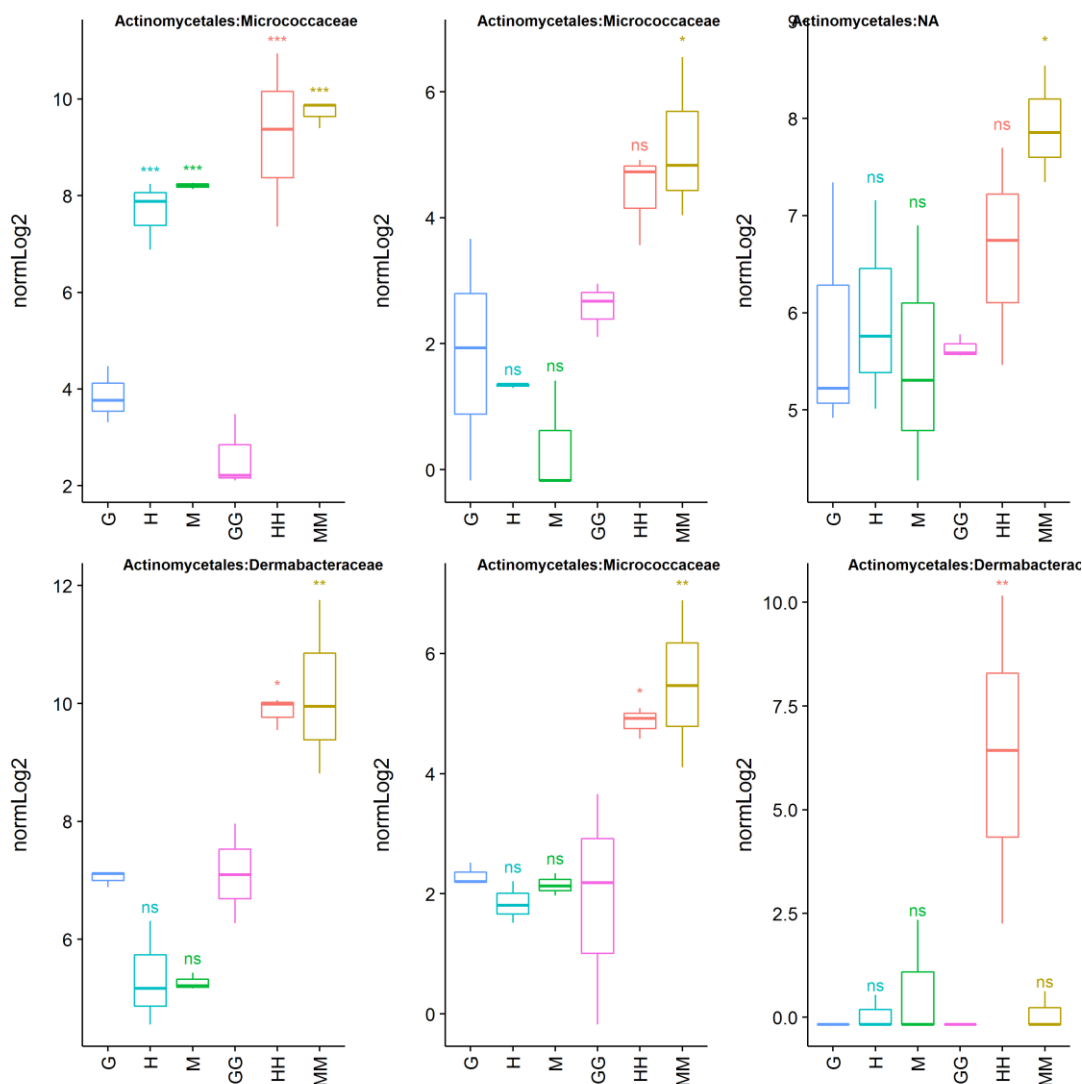 Actinomycetales:Micrococcaceae
***
***
***
***
***
normLog2
10
8
6
4
2
G
H
M
GG
HH
MM
Actinomycetales:Micrococcaceae
*
ns
ns
ns
normLog2
6
4
2
0
G
H
M
GG
HH
MM
Actinomycetales:NA
*
ns
ns
ns
normLog2
9
8
7
6
5
G
H
M
GG
HH
MM
Actinomycetales:Dermabacteraceae
**
*
ns
ns
normLog2
12
10
8
6
G
H
M
GG
HH
MM
Actinomycetales:Micrococcaceae
**
*
ns
ns
normLog2
6
4
2
0
G
H
M
GG
HH
MM
Actinomycetales:Dermabacterac
**
ns
ns
ns
normLog2
10.0
7.5
5.0
2.5
0.0
G
H
M
GG
HH
MM